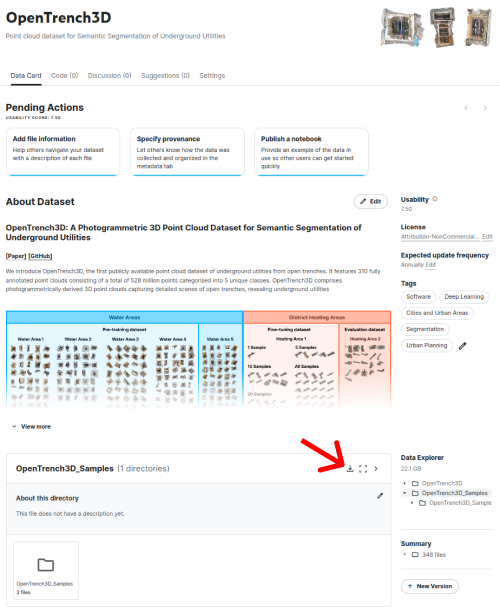 OpenTrench3D
Point cloud dataset for Semantic Segmentation of Underground Utilities
Data Card Code (0) Discussion (0) Suggestions (0) Settings
Pending Actions
USABILITY SCORE: 7.50
Add file information
Help others navigate your dataset
with a description of each file
Specify provenance
Let others know how the data was
collected and organized in the
metadata tab
Publish a notebook
Provide an example of the data in
use so other users can get started
quickly
About Dataset
Edit
OpenTrench3D: A Photogrammetric 3D Point Cloud Dataset for Semantic Segmentation of
Underground Utilities
[Paper] [GitHub]
We introduce OpenTrench3D, the first publicly available point cloud dataset of underground utilities from open trenches. It features 310 fully
annotated point clouds consisting of a total of 528 million points categorised into 5 unique classes. OpenTrench3D comprises
photogrammetrically derived 3D point clouds capturing detailed scenes of open trenches, revealing underground utilities
Water Areas District Heating Areas
Pre-training dataset Fine-tuning dataset Evaluation dataset
Water Area 1 Water Area 2 Water Area 3 Water Area 4 Water Area 5 Heating Area 1 Heating Area 2
1 Sample 5 Samples
10 Samples All Samples
20 Samples
View more
Usability
7.50
License
Attribution-NonCommercial... Edit
Expected update frequency
Annually Edit
Tags
Software Deep Learning
Cities and Urban Areas
Segmentation
Urban Planning
OpenTrench3D_Samples (1 directories)
About this directory
This file does not have a description yet.
OpenTrench3D_Samples
2 files
Data Explorer
22.1 GB
OpenTrench3D
OpenTrench3D_Samples
OpenTrench3D_Sample
Summary
348 files
New Version